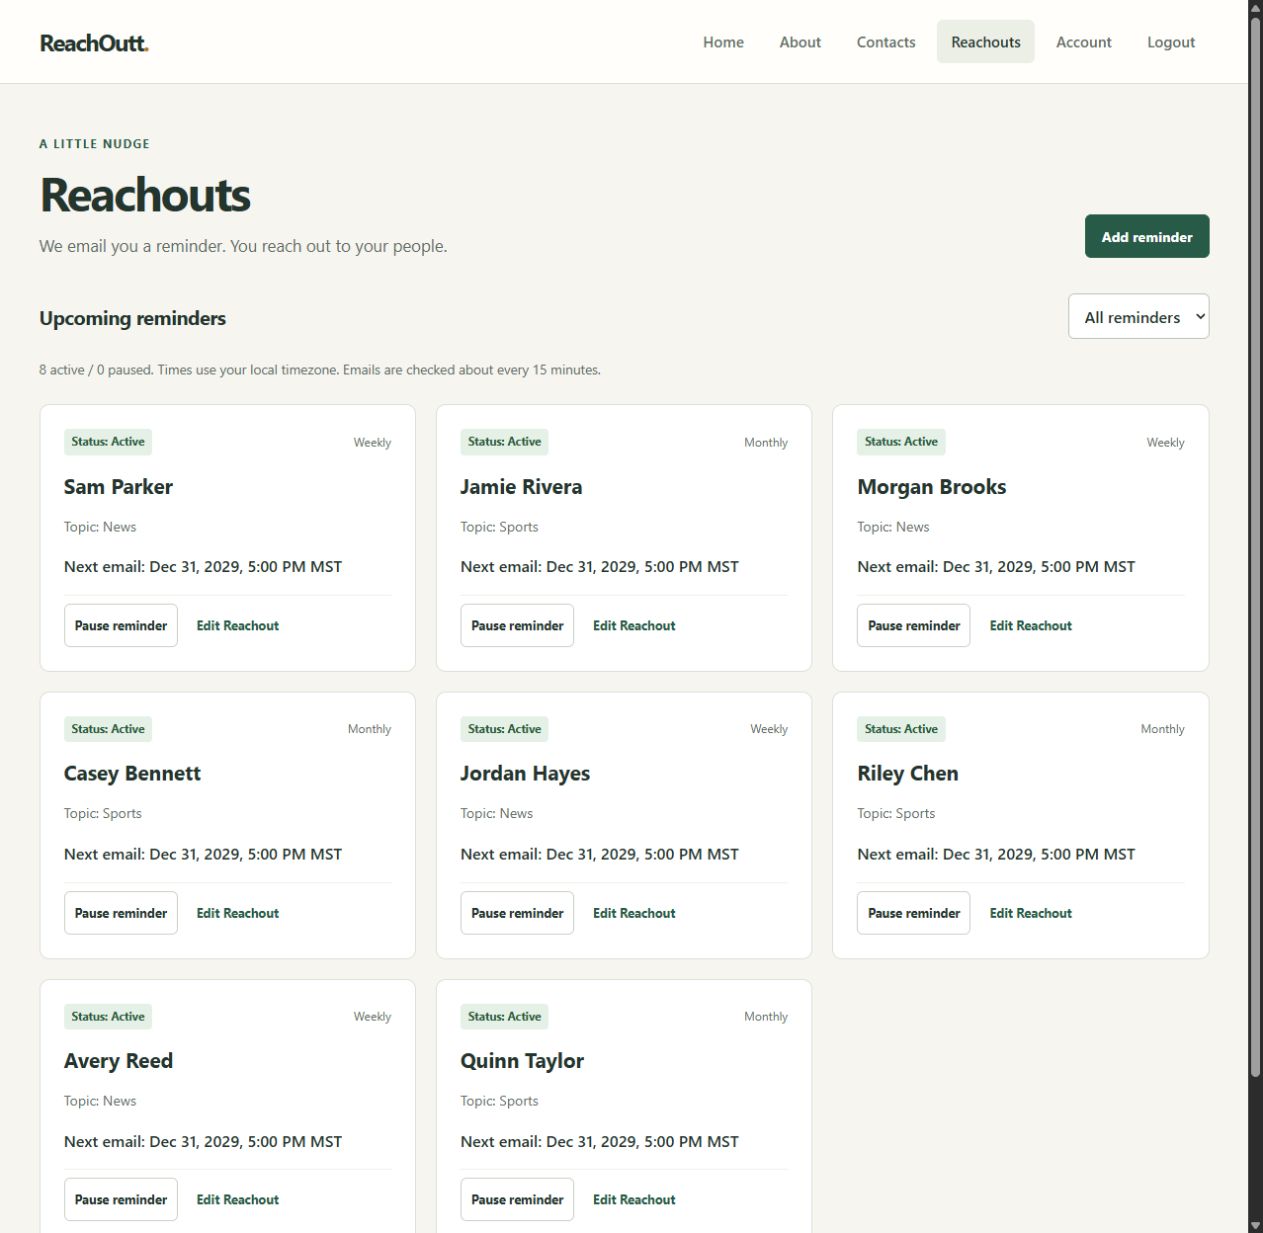 ReachOutt.
Home About Contacts Reachouts Account Logout
A LITTLE NUDGE
Reachouts
We email you a reminder. You reach out to your people.
Add reminder
Upcoming reminders
All reminders
8 active / 0 paused. Times use your local timezone. Emails are checked about every 15 minutes.
Status: Active
Weekly
Sam Parker
Topic: News
Next email: Dec 31, 2029, 5:00 PM MST
Pause reminder
Edit Reachout
Status: Active
Monthly
Jamie Rivera
Topic: Sports
Next email: Dec 31, 2029, 5:00 PM MST
Pause reminder
Edit Reachout
Status: Active
Weekly
Morgan Brooks
Topic: News
Next email: Dec 31, 2029, 5:00 PM MST
Pause reminder
Edit Reachout
Status: Active
Monthly
Casey Bennett
Topic: Sports
Next email: Dec 31, 2029, 5:00 PM MST
Pause reminder
Edit Reachout
Status: Active
Weekly
Jordan Hayes
Topic: News
Next email: Dec 31, 2029, 5:00 PM MST
Pause reminder
Edit Reachout
Status: Active
Monthly
Riley Chen
Topic: Sports
Next email: Dec 31, 2029, 5:00 PM MST
Pause reminder
Edit Reachout
Status: Active
Weekly
Avery Reed
Topic: News
Next email: Dec 31, 2029, 5:00 PM MST
Pause reminder
Edit Reachout
Status: Active
Monthly
Quinn Taylor
Topic: Sports
Next email: Dec 31, 2029, 5:00 PM MST
Pause reminder
Edit Reachout